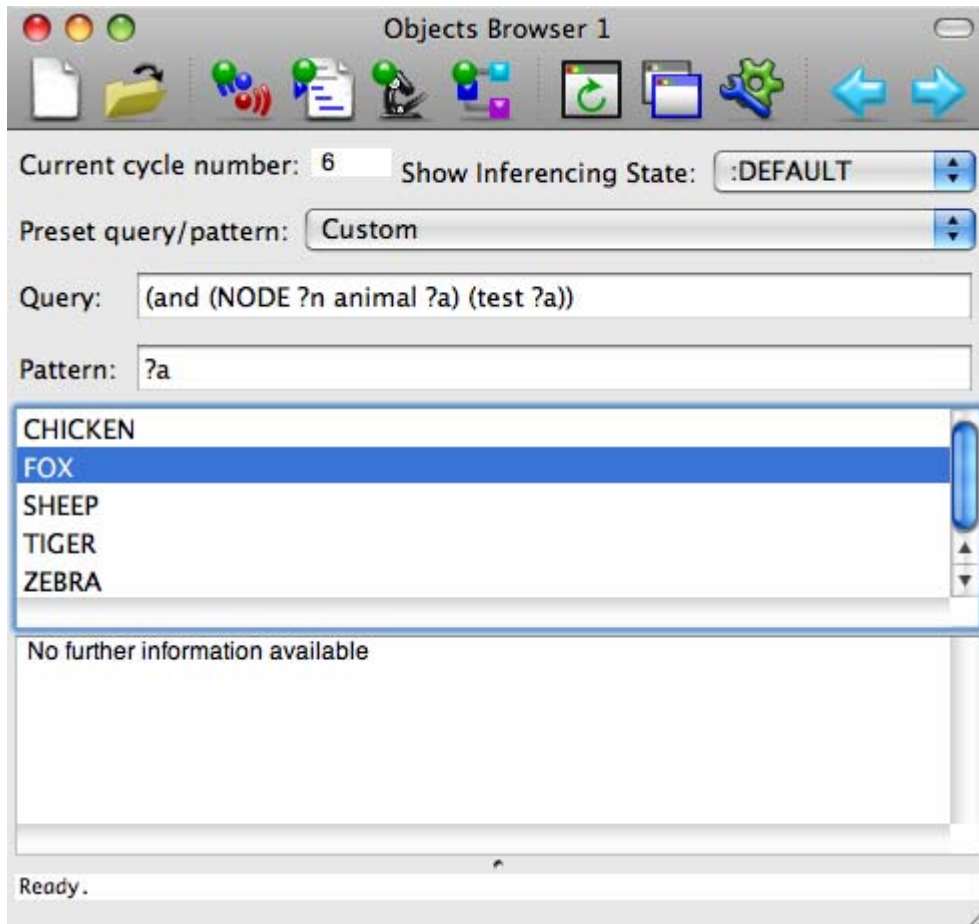 Objects Browser 1
Current cycle number: 6 Show Inferencing State: :DEFAULT
Preset query/pattern: Custom
Query: (and (NODE ?n animal ?a) (test ?a))
Pattern: ?a
CHICKEN
FOX
SHEEP
TIGER
ZEBRA
No further information available
Ready.